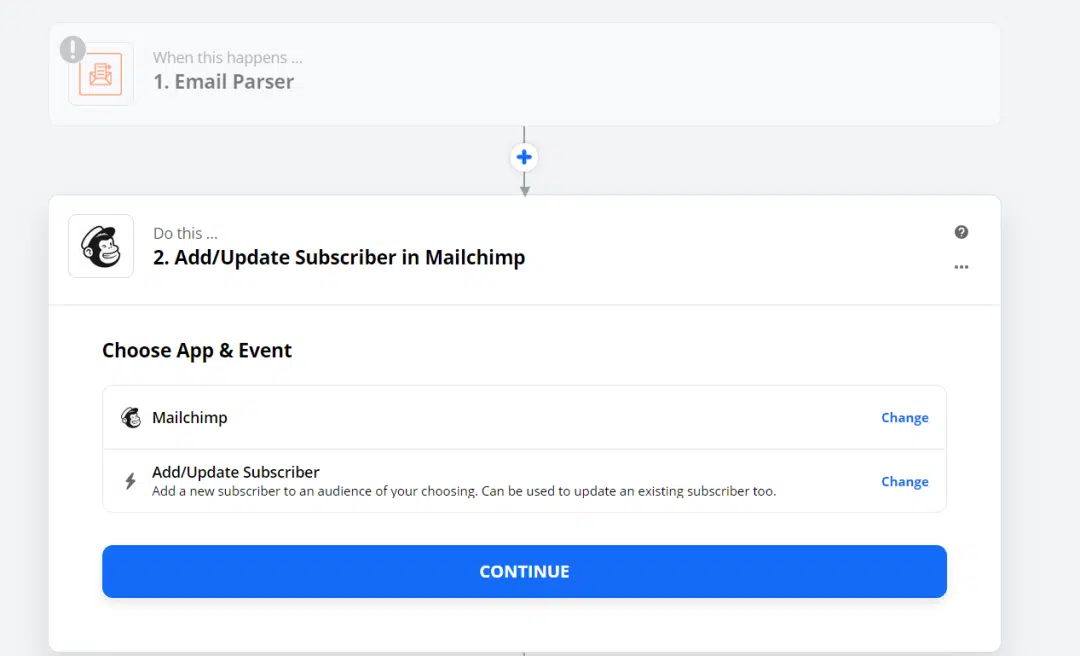 When this happens ...
1. Email Parser
Do this ...
2. Add/Update Subscriber in Mailchimp
Choose App & Event
Mailchimp
Change
Add/Update Subscriber
Add a new subscriber to an audience of your choosing. Can be used to update an existing subscriber too.
Change
CONTINUE